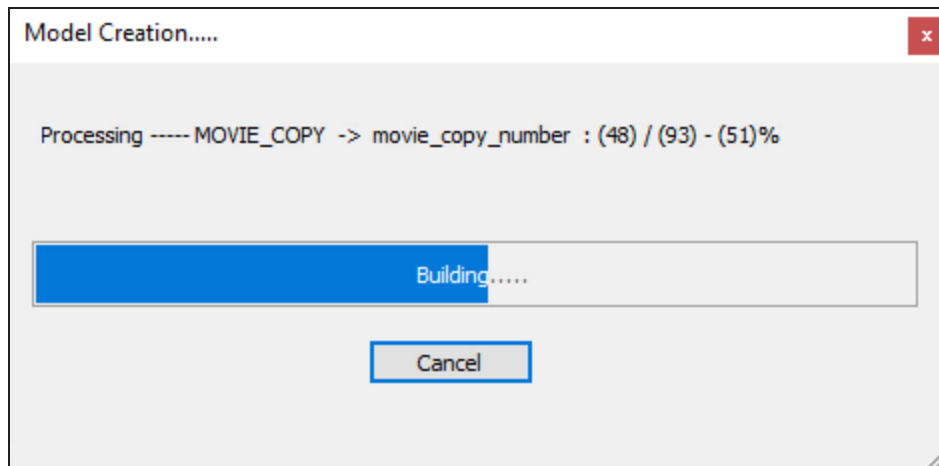 Model Creation.....
x
Processing ----- MOVIE_COPY -> movie_copy_number : (48) / (93) - (51)%
Building.....
Cancel